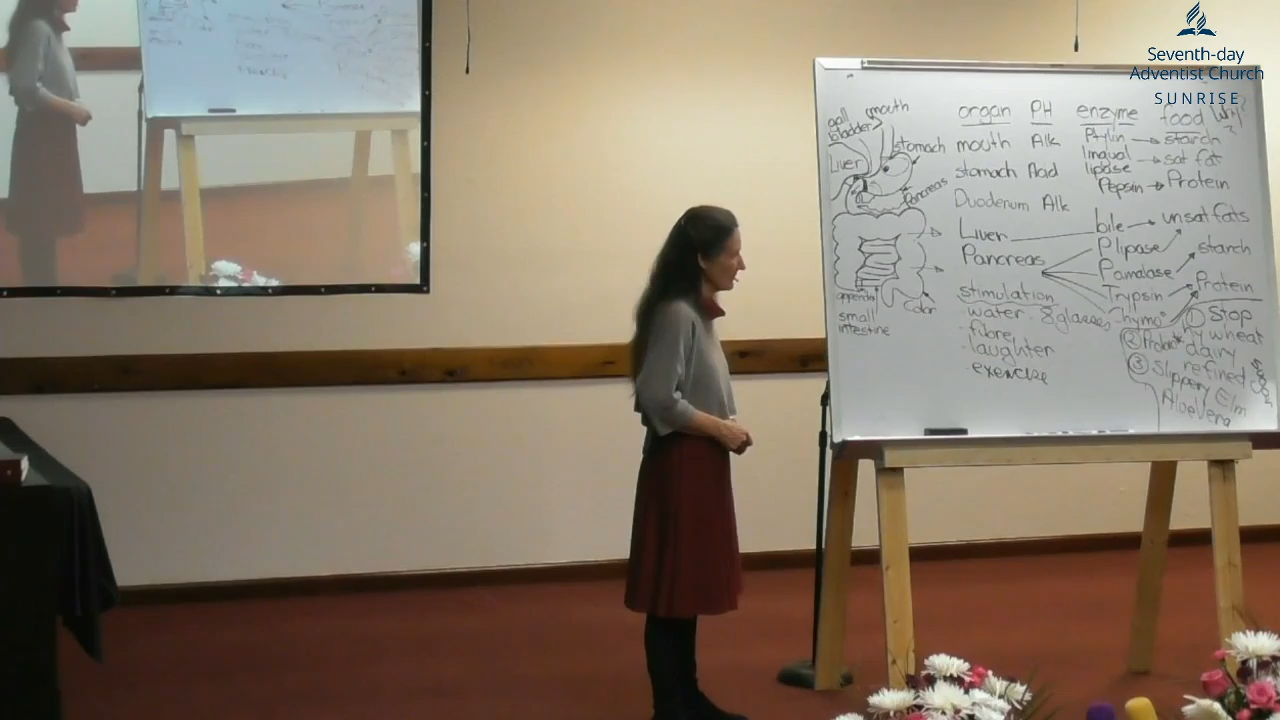 Seventh-day
Adventist Church
SUNRISE
gall
bladder
mouth
stomach
Liver
Pancreas
appendix
small
intestine
Colon
organ PH enzyme food Why
?
mouth Alk Ptylin starch
lingual
lipase sat fat
stomach Acid Pepsin Protein
Duodenum Alk
Liver bile unsat fats
Pancreas P lipase
Pamalase starch
Trypsin Protein
"hymo"
stimulation
water 8 glasses
fibre
laughter
exercise
① Stop
wheat
dairy
refined
sugar
②
③ Slippery Elm
Aloe Vera